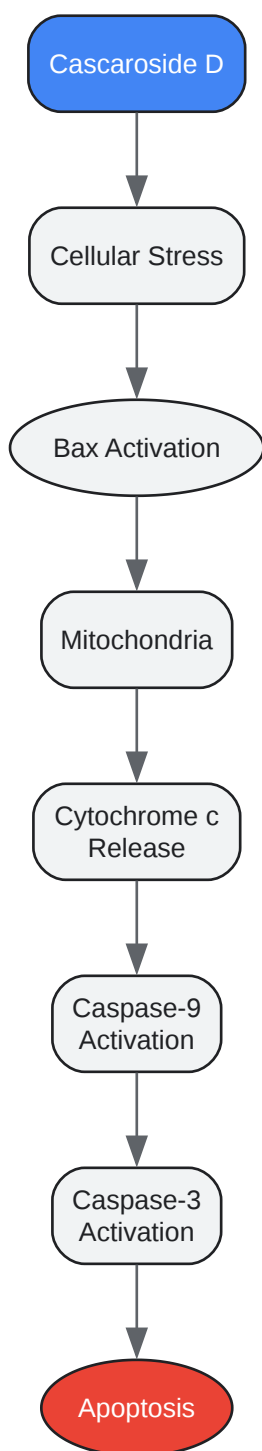 Cascaroside D
Cellular Stress
Bax Activation
Mitochondria
Cytochrome c
Release
Caspase-9
Activation
Caspase-3
Activation
Apoptosis